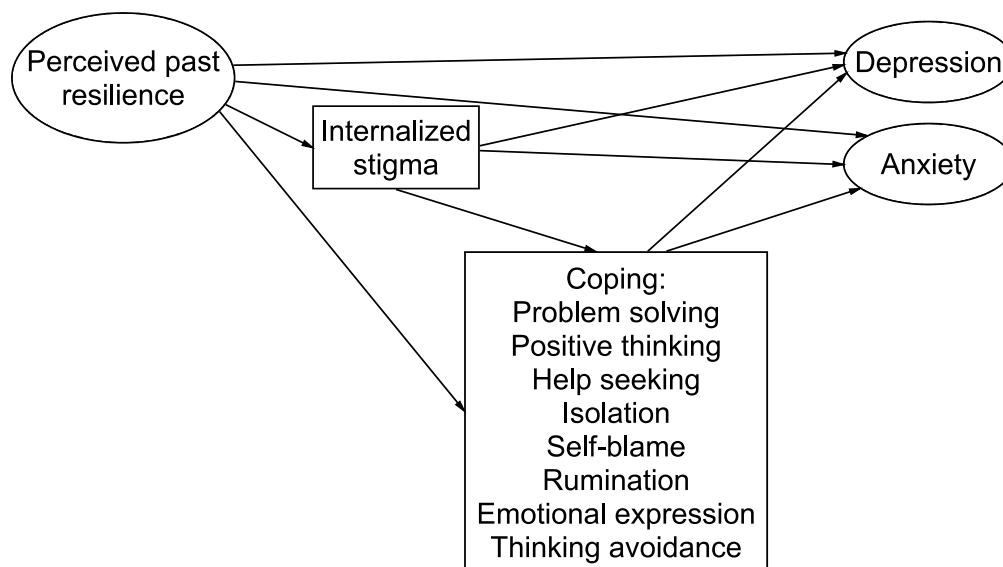 Perceived past
resilience
Depression
Internalized
stigma
Anxiety
Coping:
Problem solving
Positive thinking
Help seeking
Isolation
Self-blame
Rumination
Emotional expression
Thinking avoidance